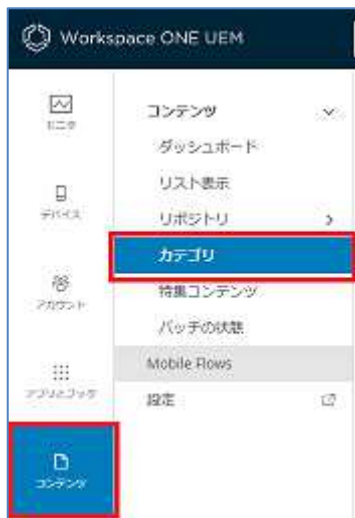 Workspace ONE UEM
モニタ
デバイス
アカウント
アプリとブック
コンテンツ
コンテンツ
ダッシュボード
リスト表示
リポジトリ
カテゴリ
特集コンテンツ
バッチの状態
Mobile Flows
設定